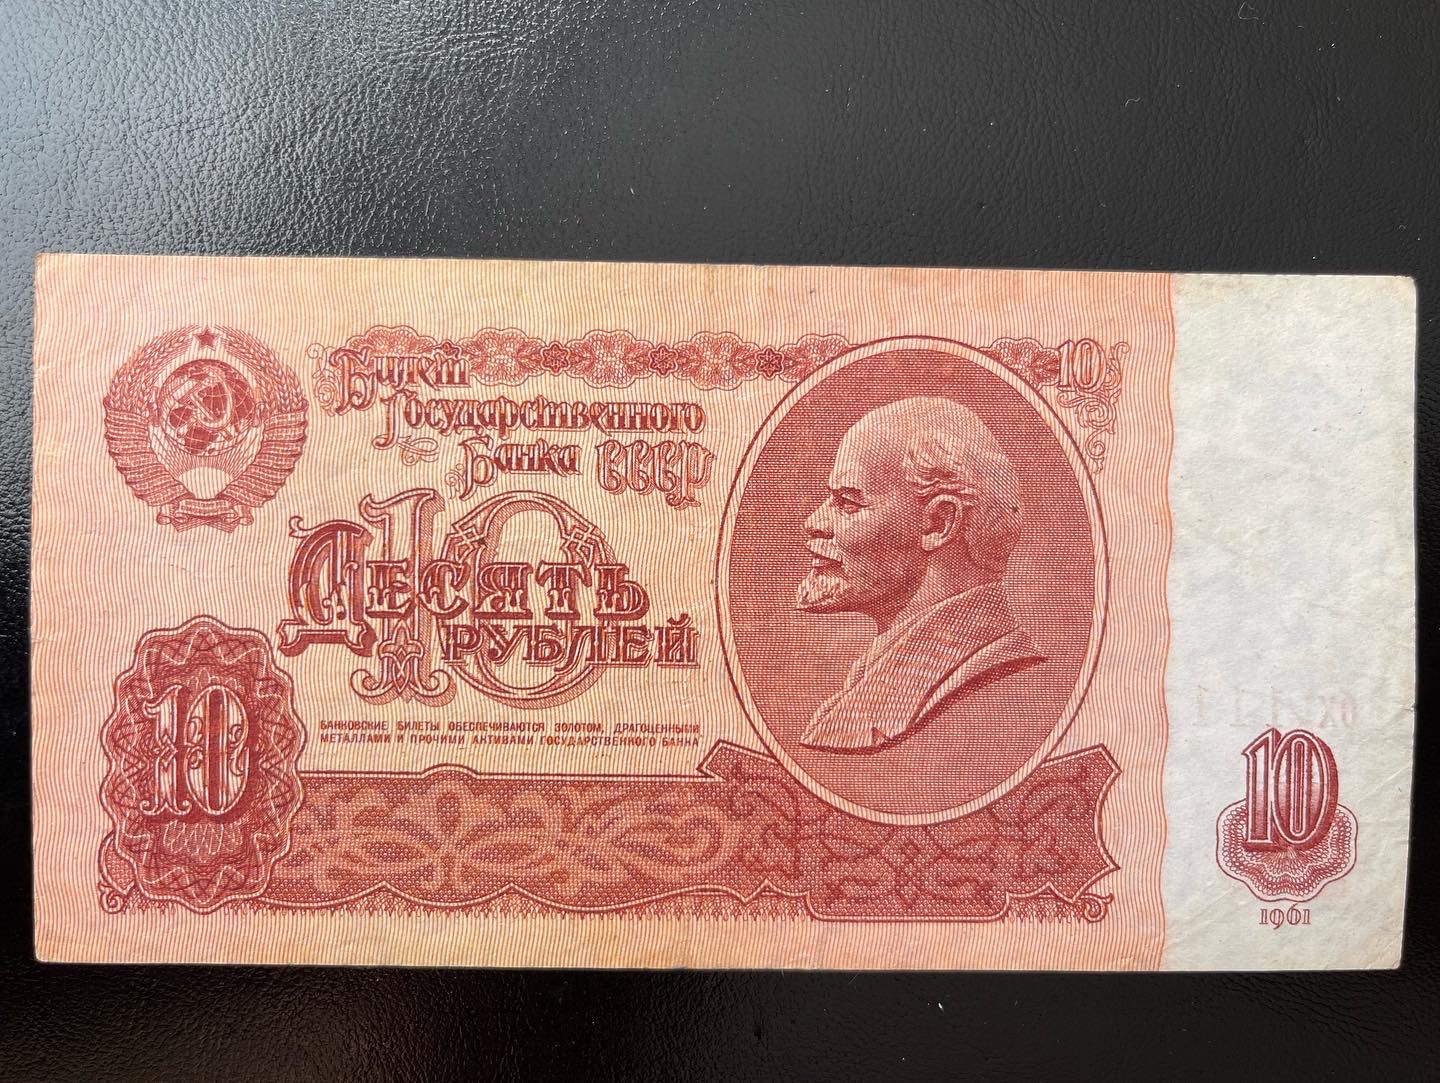 Билет
Государственного
Банка СССР
10
10
Десять
рублей
БАНКОВСКИЕ БИЛЕТЫ ОБЕСПЕЧИВАЮТСЯ ЗОЛОТОМ, ДРАГОЦЕННЫМИ
МЕТАЛЛАМИ И ПРОЧИМИ АКТИВАМИ ГОСУДАРСТВЕННОГО БАНКА
10
10
1961